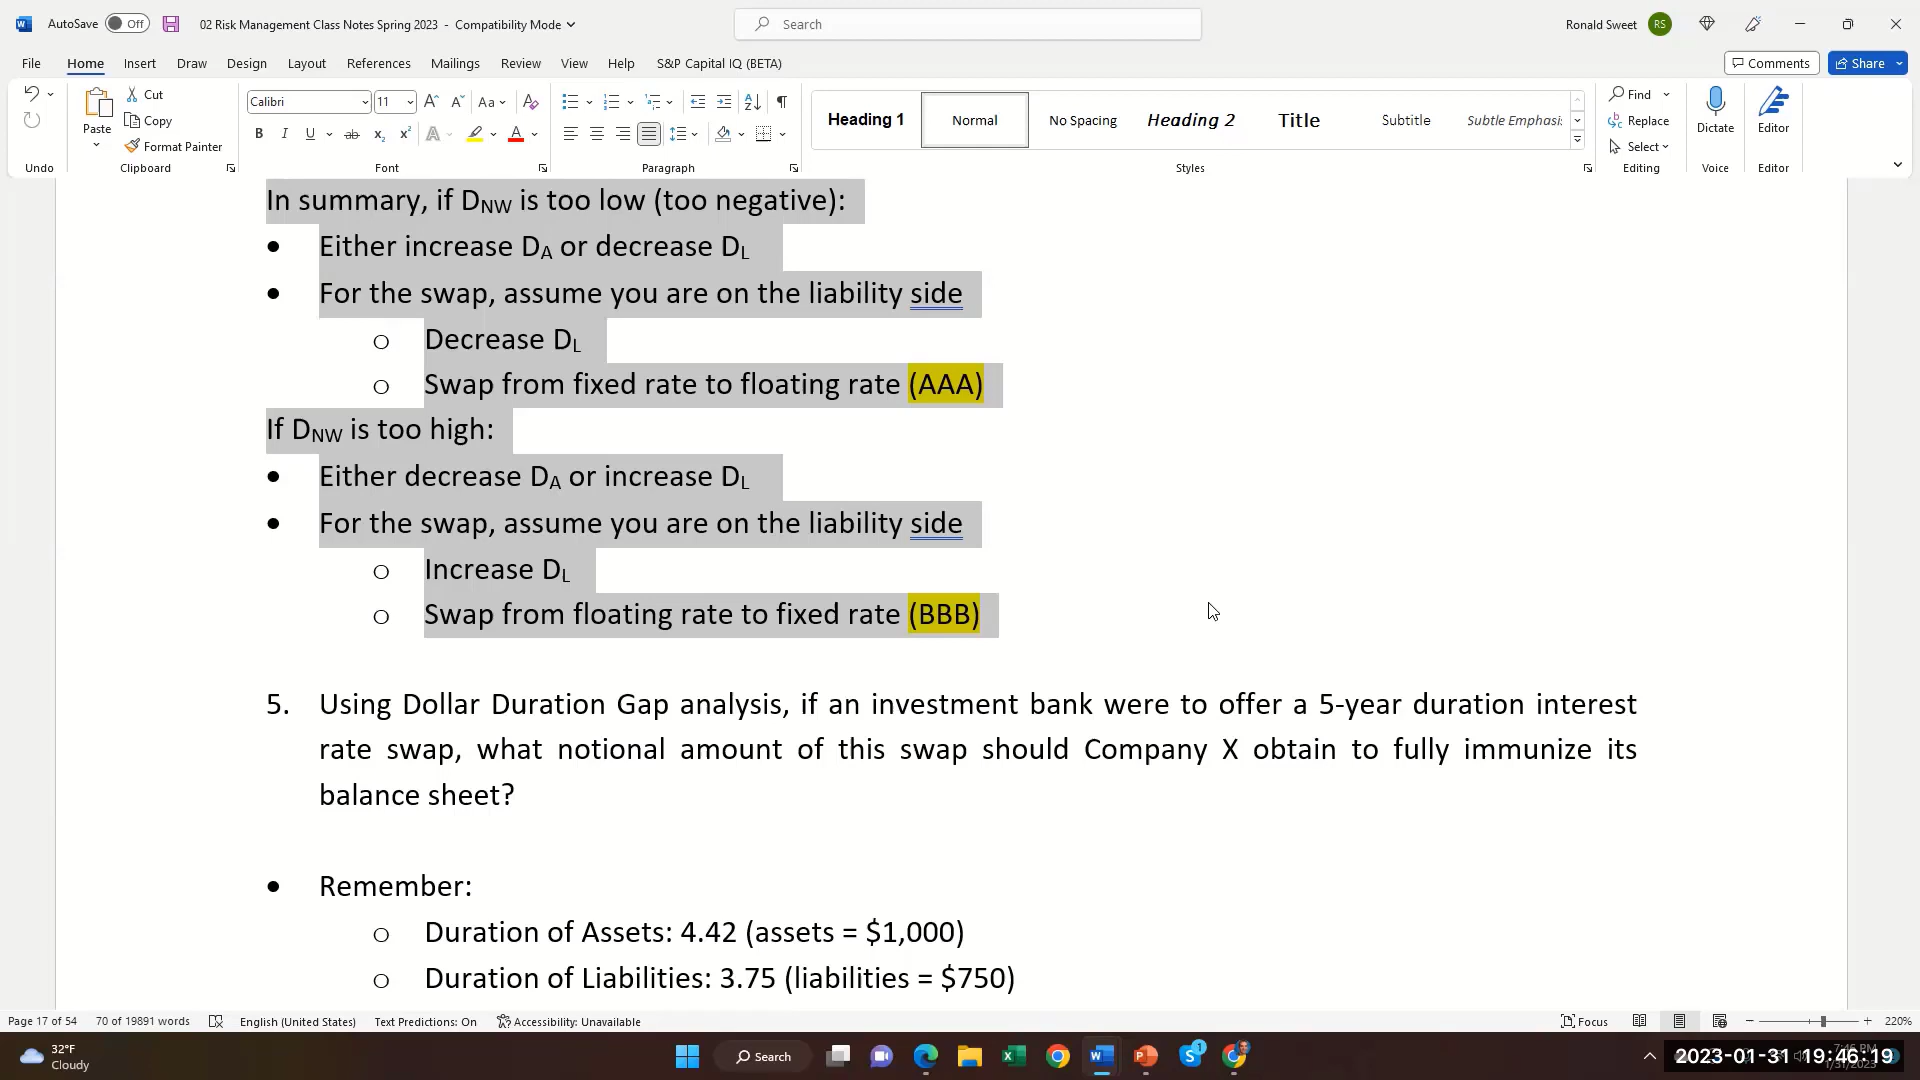 AutoSave Off 02 Risk Management Class Notes Spring 2023 - Compatibility Mode Search Ronald Sweet RS
File Home Insert Draw Design Layout References Mailings Review View Help S&P Capital IQ (BETA) Comments Share
Cut
Copy
Format Painter
Paste
Calibri 11
Heading 1 Normal No Spacing Heading 2 Title Subtitle Subtle Emphasi
Find
Replace
Select
Dictate Editor
Undo Clipboard Font Paragraph Styles Editing Voice Editor
In summary, if DNW is too low (too negative):
• Either increase DA or decrease DL
• For the swap, assume you are on the liability side
o Decrease DL
o Swap from fixed rate to floating rate (AAA)
If DNW is too high:
• Either decrease DA or increase DL
• For the swap, assume you are on the liability side
o Increase DL
o Swap from floating rate to fixed rate (BBB)
5. Using Dollar Duration Gap analysis, if an investment bank were to offer a 5-year duration interest
rate swap, what notional amount of this swap should Company X obtain to fully immunize its
balance sheet?
• Remember:
o Duration of Assets: 4.42 (assets = $1,000)
o Duration of Liabilities: 3.75 (liabilities = $750)
Page 17 of 54 70 of 19891 words English (United States) Text Predictions: On Accessibility: Unavailable Focus 220%
32°F
Cloudy
Search
2023-01-31 19:46:19